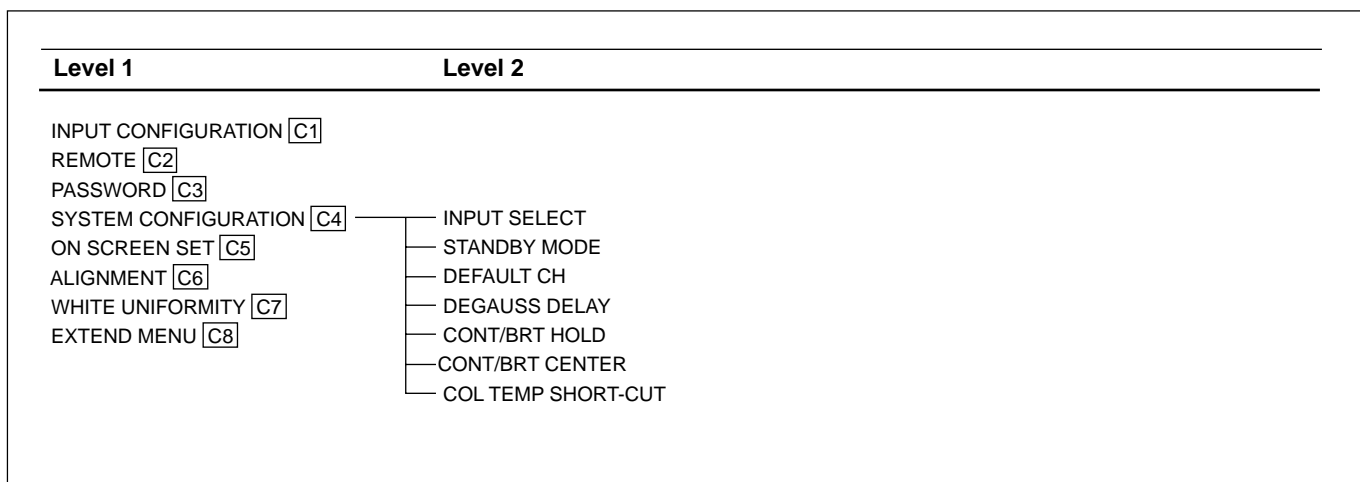 Level 1 Level 2
INPUT CONFIGURATION C1
REMOTE C2
PASSWORD C3
SYSTEM CONFIGURATION C4 INPUT SELECT
ON SCREEN SET C5 STANDBY MODE
ALIGNMENT C6 DEFAULT CH
WHITE UNIFORMITY C7 DEGAUSS DELAY
EXTEND MENU C8 CONT/BRT HOLD
CONT/BRT CENTER
COL TEMP SHORT-CUT